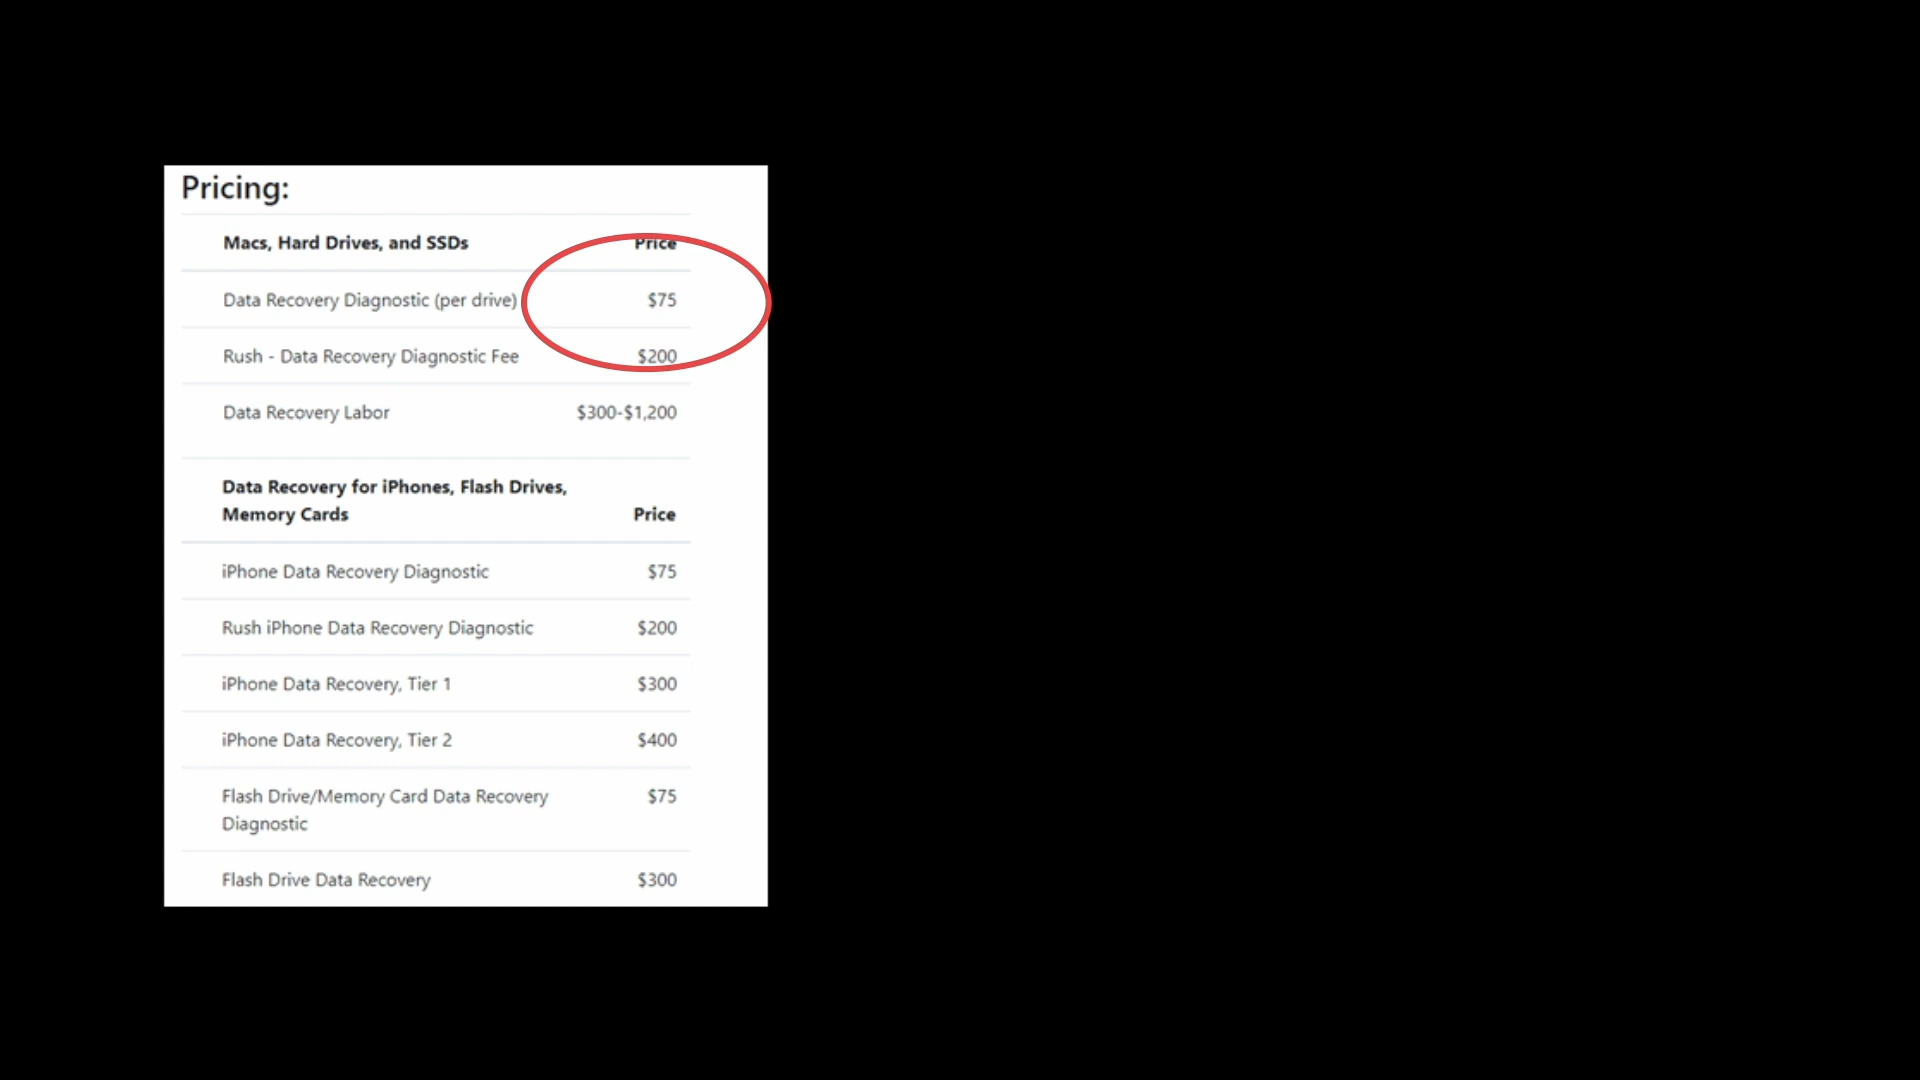 Pricing:
Macs, Hard Drives, and SSDs Price
Data Recovery Diagnostic (per drive) $75
Rush - Data Recovery Diagnostic Fee $200
Data Recovery Labor $300-$1,200
Data Recovery for iPhones, Flash Drives,
Memory Cards Price
iPhone Data Recovery Diagnostic $75
Rush iPhone Data Recovery Diagnostic $200
iPhone Data Recovery, Tier 1 $300
iPhone Data Recovery, Tier 2 $400
Flash Drive/Memory Card Data Recovery $75
Diagnostic
Flash Drive Data Recovery $300